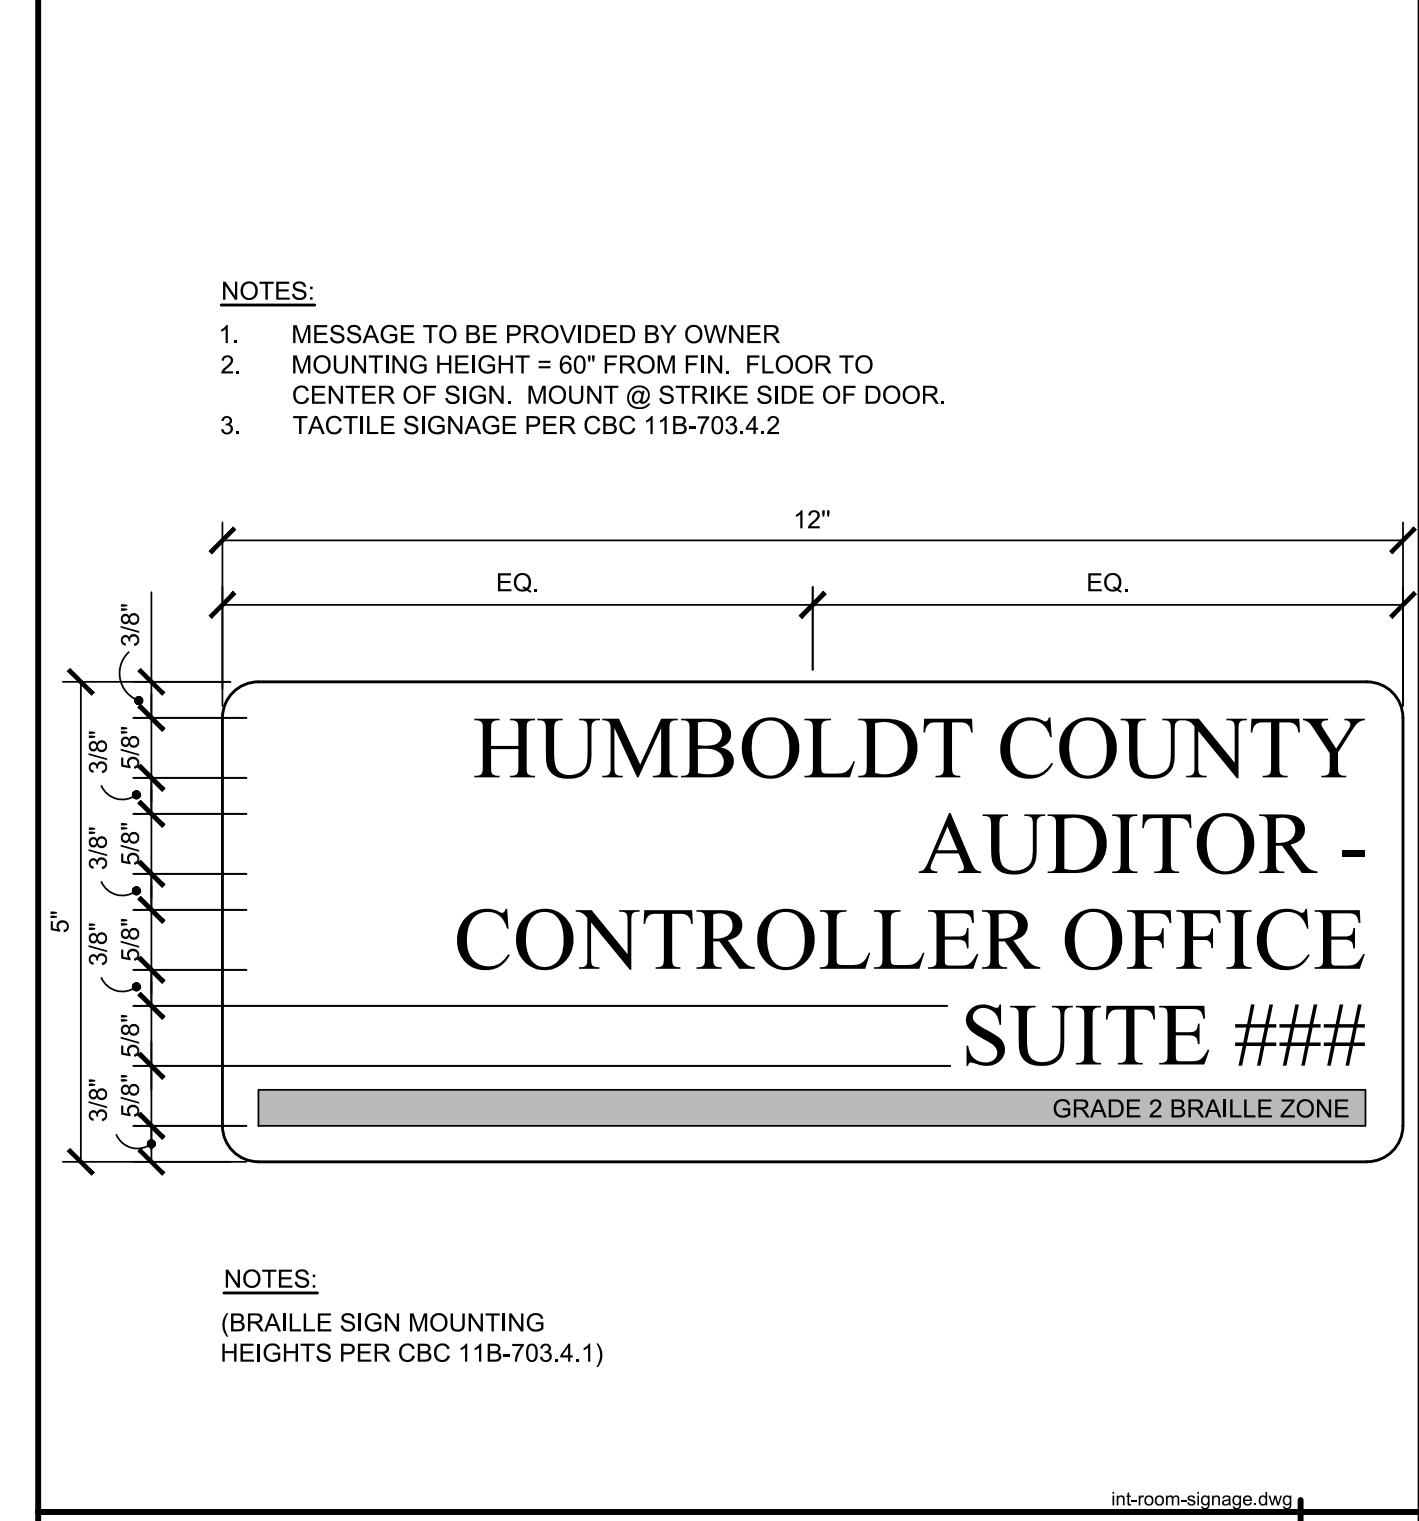 NOTES:
1. MESSAGE TO BE PROVIDED BY OWNER
2. MOUNTING HEIGHT = 60" FROM FIN. FLOOR TO
CENTER OF SIGN. MOUNT @ STRIKE SIDE OF DOOR.
3. TACTILE SIGNAGE PER CBC 11B-703.4.2
12"
EQ. EQ.
3/8"
3/8" 5/8"
3/8" 5/8"
5"
3/8" 5/8"
5/8"
3/8" 5/8"
HUMBOLDT COUNTY
AUDITOR -
CONTROLLER OFFICE
SUITE ###
GRADE 2 BRAILLE ZONE
NOTES:
(BRAILLE SIGN MOUNTING
HEIGHTS PER CBC 11B-703.4.1)
int-room-signage.dwg